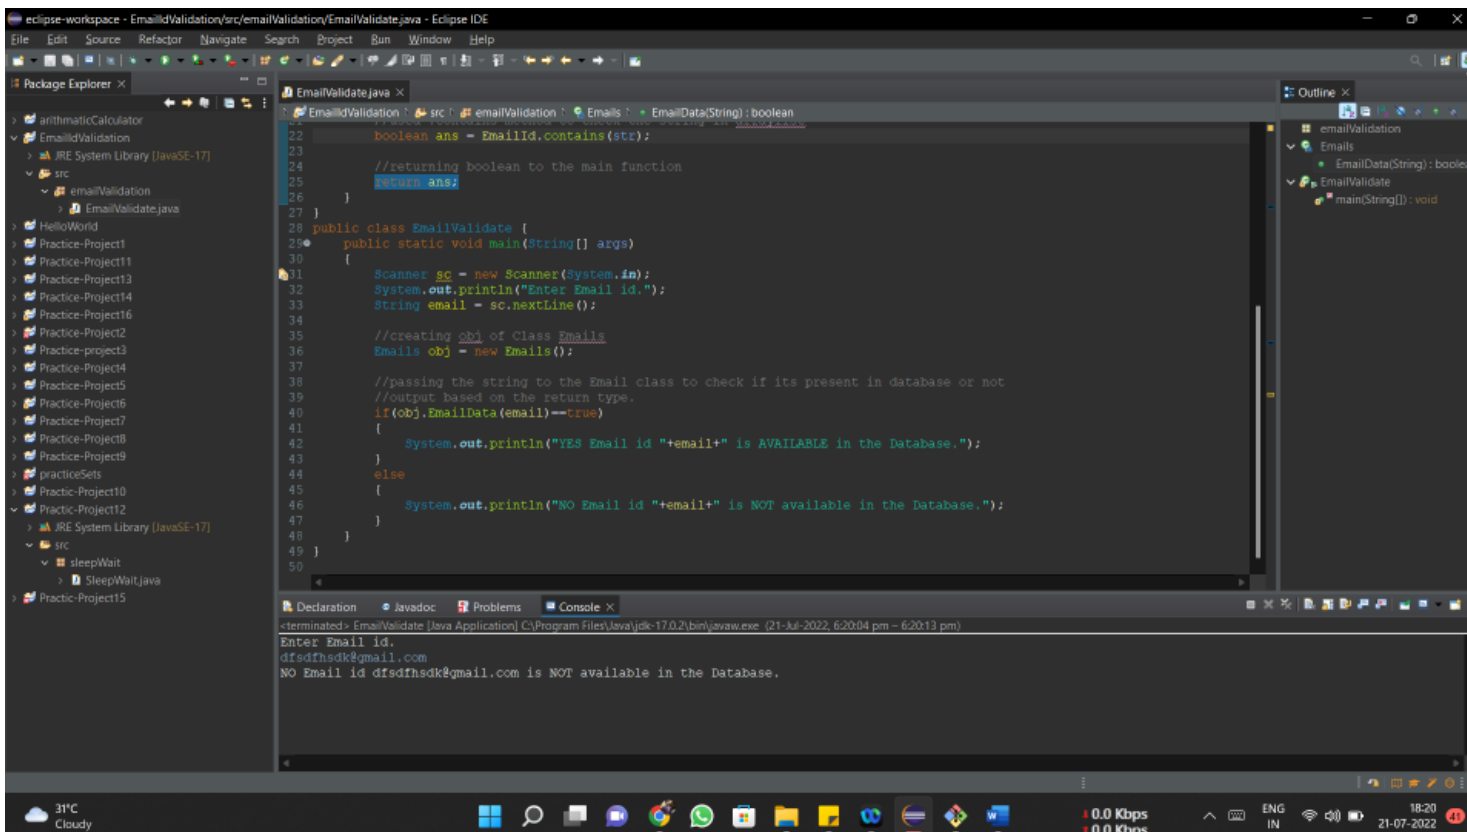 eclipse-workspace - EmailIdValidation/src/emailValidation/EmailValidate.java - Eclipse IDE
File Edit Source Refactor Navigate Search Project Run Window Help
Package Explorer
arithmaticCalculator
EmailIdValidation
JRE System Library [JavaSE-17]
src
emailValidation
EmailValidate.java
HelloWorld
Practice-Project1
Practice-Project11
Practice-Project13
Practice-Project14
Practice-Project16
Practice-Project2
Practice-project3
Practice-Project4
Practice-Project5
Practice-Project6
Practice-Project7
Practice-Project8
Practice-Project9
practiceSets
Practic-Project10
Practic-Project12
JRE System Library [JavaSE-17]
src
sleepWait
SleepWait.java
Practic-Project15
EmailValidate.java
EmailIdValidation src emailValidation Emails EmailData(String) : boolean
22 boolean ans = EmailId.contains(str);
23
24 //returning boolean to the main function
25 return ans;
26 }
27 }
28 public class EmailValidate {
29 public static void main(String[] args)
30 {
31 Scanner sc = new Scanner(System.in);
32 System.out.println("Enter Email id.");
33 String email = sc.nextLine();
34
35 //creating obj of Class Emails
36 Emails obj = new Emails();
37
38 //passing the string to the Email class to check if its present in database or not
39 //output based on the return type.
40 if(obj.EmailData(email)==true)
41 {
42 System.out.println("YES Email id "+email+" is AVAILABLE in the Database.");
43 }
44 else
45 {
46 System.out.println("NO Email id "+email+" is NOT available in the Database.");
47 }
48 }
49 }
50
Outline
emailValidation
Emails
EmailData(String) : boolea
EmailValidate
main(String[]) : void
Declaration Javadoc Problems Console
<terminated> EmailValidate [Java Application] C:\Program Files\Java\jdk-17.0.2\bin\javaw.exe (21-Jul-2022, 6:20:04 pm – 6:20:13 pm)
Enter Email id.
dfsdfhsdk@gmail.com
NO Email id dfsdfhsdk@gmail.com is NOT available in the Database.
31°C
Cloudy
0.0 Kbps
0.0 Kbps
ENG
IN
18:20
21-07-2022
41